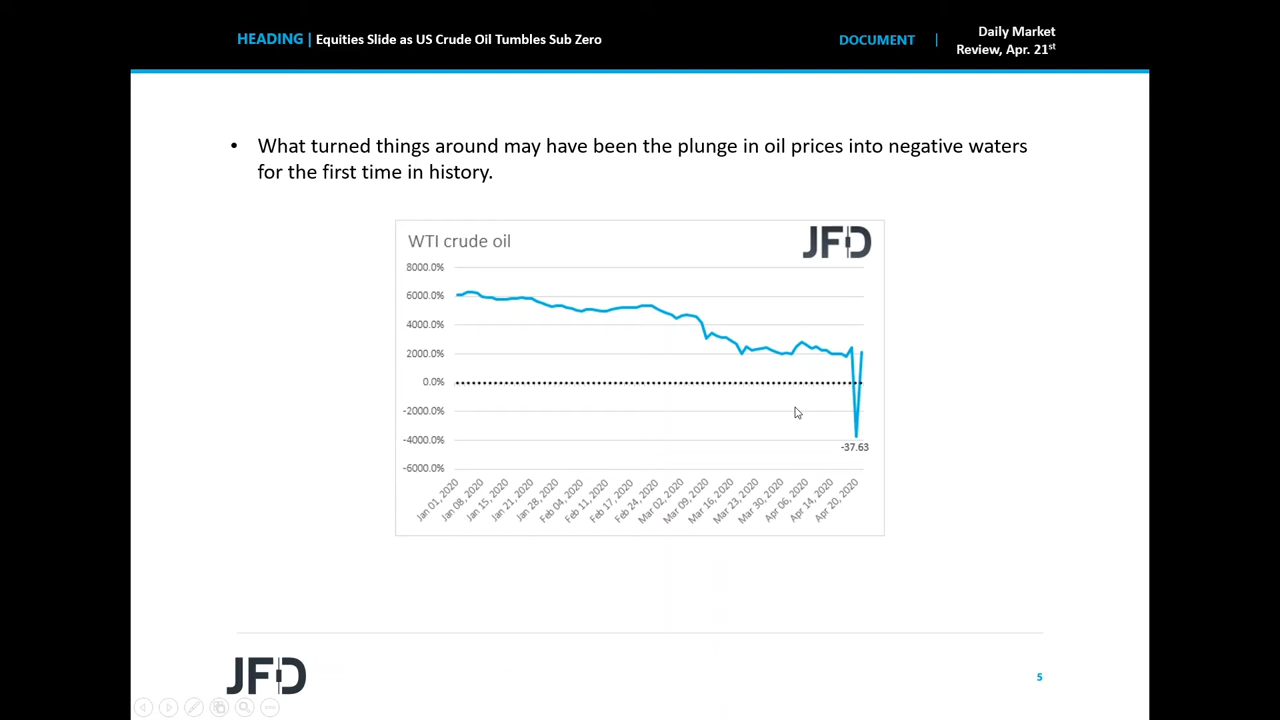 HEADING | Equities Slide as US Crude Oil Tumbles Sub Zero
DOCUMENT |
Daily Market
Review, Apr. 21st
• What turned things around may have been the plunge in oil prices into negative waters
for the first time in history.
WTI crude oil
JFD
8000.0%
6000.0%
4000.0%
2000.0%
0.0%
-2000.0%
-4000.0%
-6000.0%
-37.63
Jan 01, 2020
Jan 08, 2020
Jan 15, 2020
Jan 21, 2020
Jan 28, 2020
Feb 04, 2020
Feb 11, 2020
Feb 17, 2020
Feb 24, 2020
Mar 02, 2020
Mar 09, 2020
Mar 16, 2020
Mar 23, 2020
Mar 30, 2020
Apr 06, 2020
Apr 14, 2020
Apr 20, 2020
JFD
5